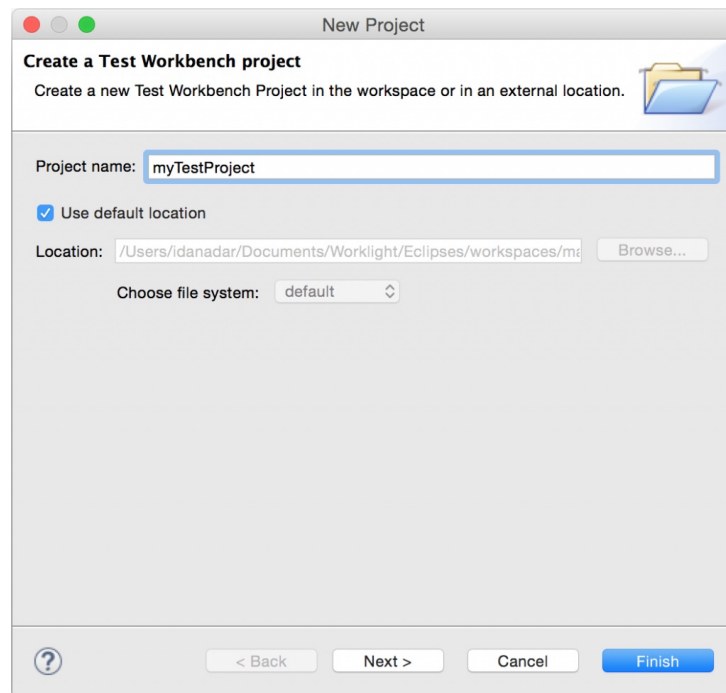 New Project
Create a Test Workbench project
Create a new Test Workbench Project in the workspace or in an external location.
Project name: myTestProject
Use default location
Location: /Users/idanadar/Documents/Worklight/Eclipses/workspaces/ma Browse...
Choose file system: default
? < Back Next > Cancel Finish